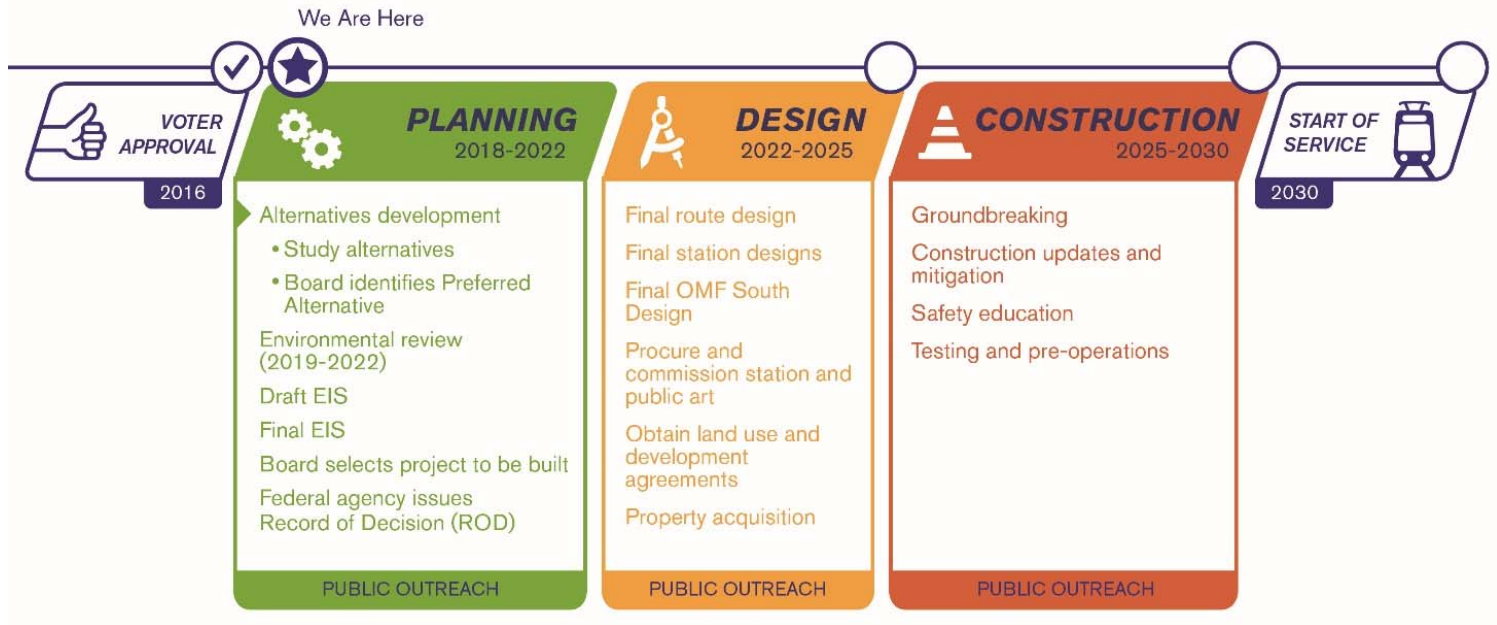 We Are Here
VOTER
APPROVAL
2016
PLANNING
2018-2022
Alternatives development
• Study alternatives
• Board identifies Preferred
Alternative
Environmental review
(2019-2022)
Draft EIS
Final EIS
Board selects project to be built
Federal agency issues
Record of Decision (ROD)
PUBLIC OUTREACH
DESIGN
2022-2025
Final route design
Final station designs
Final OMF South
Design
Procure and
commission station and
public art
Obtain land use and
development
agreements
Property acquisition
PUBLIC OUTREACH
CONSTRUCTION
2025-2030
Groundbreaking
Construction updates and
mitigation
Safety education
Testing and pre-operations
PUBLIC OUTREACH
START OF
SERVICE
2030